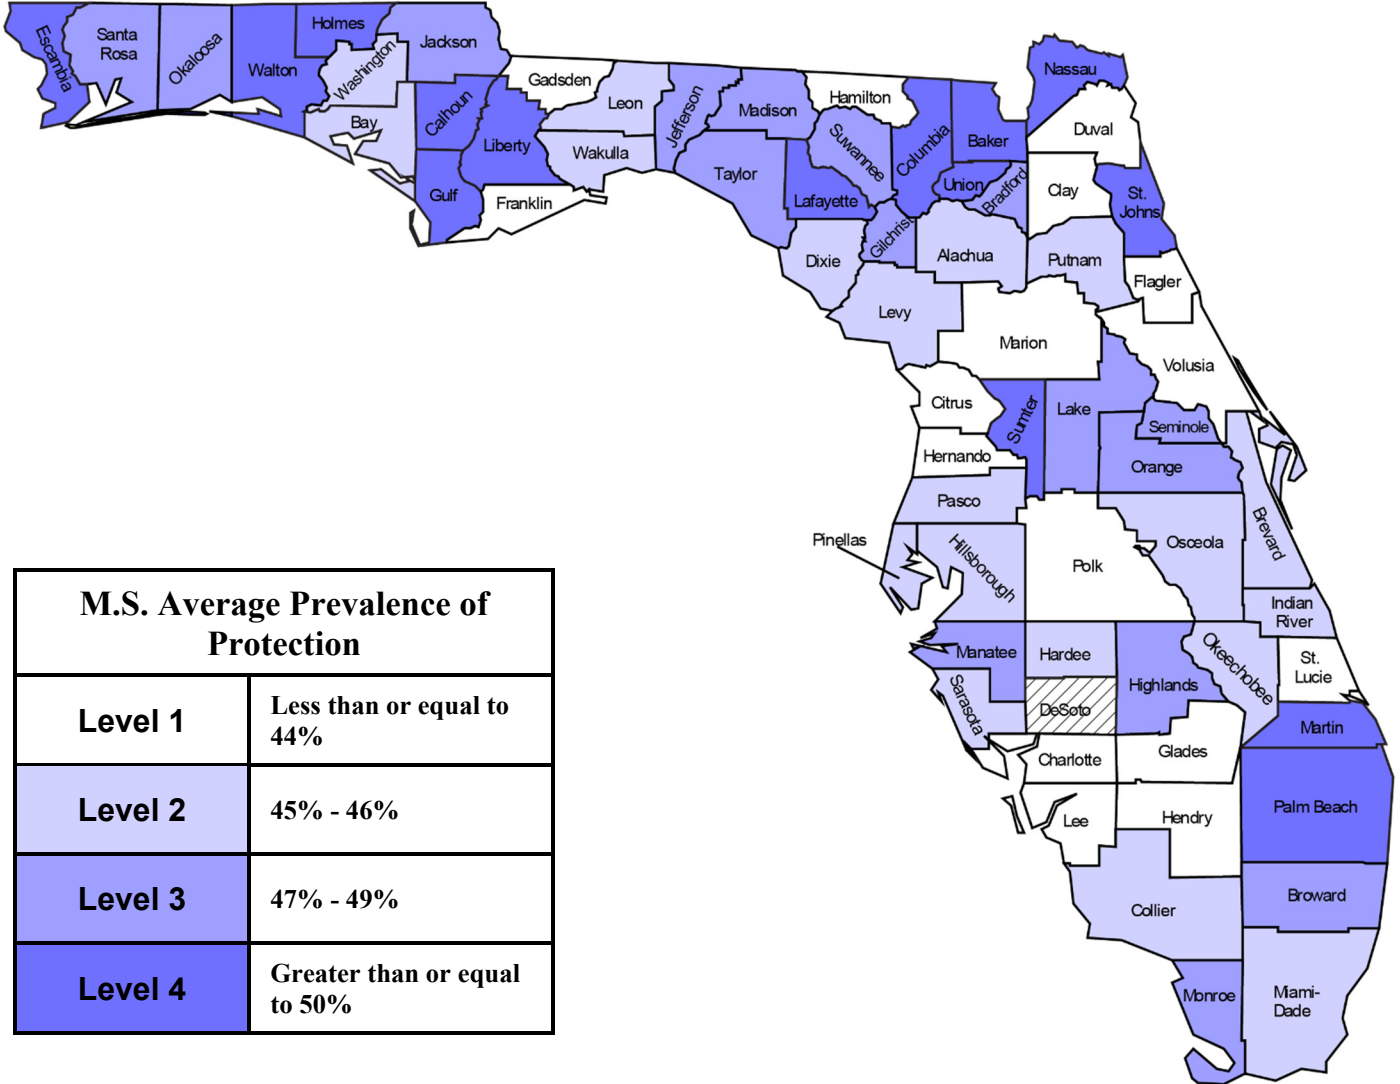 Escambia
Santa
Rosa
Okaloosa
Walton
Holmes
Washington
Jackson
Bay
Calhoun
Gulf
Liberty
Gadsden
Franklin
Leon
Wakulla
Jefferson
Madison
Taylor
Hamilton
Suwannee
Lafayette
Columbia
Baker
Union
Bradford
Nassau
Duval
Clay
St.
Johns
Gilchrist
Dixie
Alachua
Putnam
Flagler
Levy
Marion
Volusia
Citrus
Sumter
Lake
Seminole
Orange
Hernando
Pasco
Pinellas
Hillsborough
Polk
Osceola
Brevard
Indian
River
Manatee
Hardee
Highlands
Okeechobee
St.
Lucie
Sarasota
DeSoto
Martin
Charlotte
Glades
Lee
Hendry
Palm Beach
Collier
Broward
Monroe
Miami-
Dade
M.S. Average Prevalence of
Protection
Level 1
Less than or equal to
44%
Level 2
45% - 46%
Level 3
47% - 49%
Level 4
Greater than or equal
to 50%